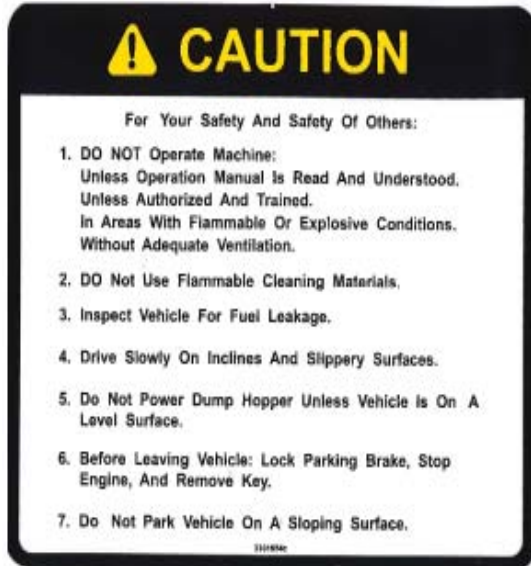 CAUTION
For Your Safety And Safety Of Others:
1. DO NOT Operate Machine:
Unless Operation Manual Is Read And Understood.
Unless Authorized And Trained.
In Areas With Flammable Or Explosive Conditions.
Without Adequate Ventilation.
2. DO Not Use Flammable Cleaning Materials.
3. Inspect Vehicle For Fuel Leakage.
4. Drive Slowly On Inclines And Slippery Surfaces.
5. Do Not Power Dump Hopper Unless Vehicle Is On A
Level Surface.
6. Before Leaving Vehicle: Lock Parking Brake, Stop
Engine, And Remove Key.
7. Do Not Park Vehicle On A Sloping Surface.